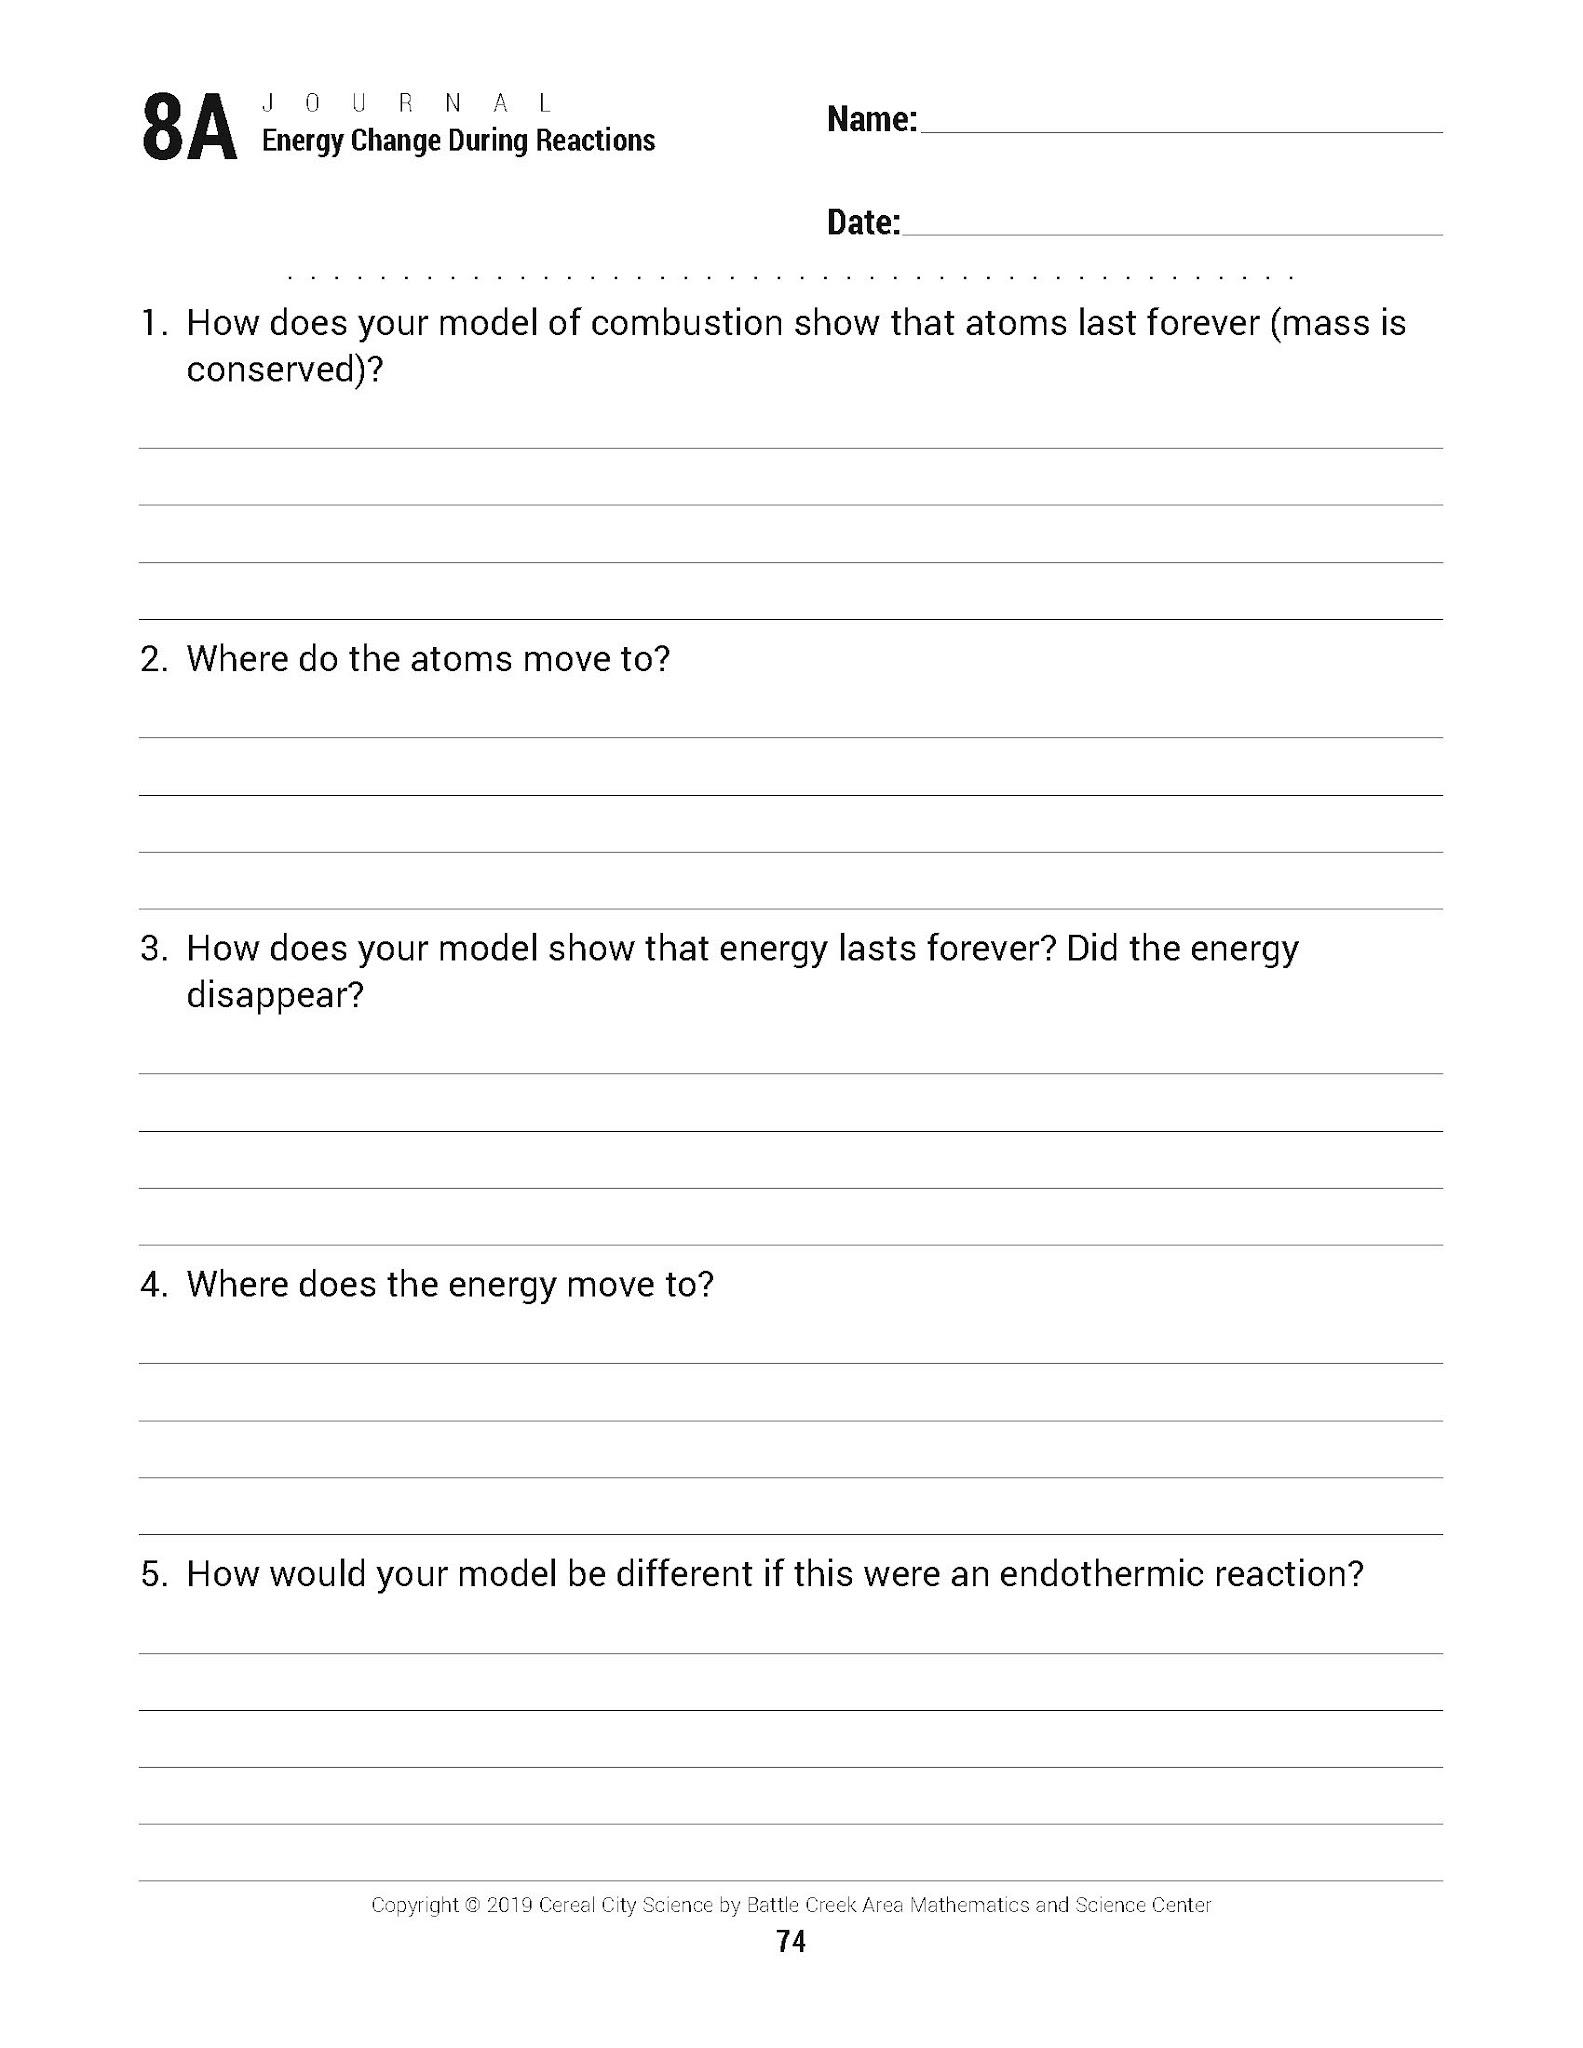 8A JOURNAL
Energy Change During Reactions
Name:
Date:
1. How does your model of combustion show that atoms last forever (mass is
conserved)?
2. Where do the atoms move to?
3. How does your model show that energy lasts forever? Did the energy
disappear?
4. Where does the energy move to?
5. How would your model be different if this were an endothermic reaction?
Copyright © 2019 Cereal City Science by Battle Creek Area Mathematics and Science Center
74